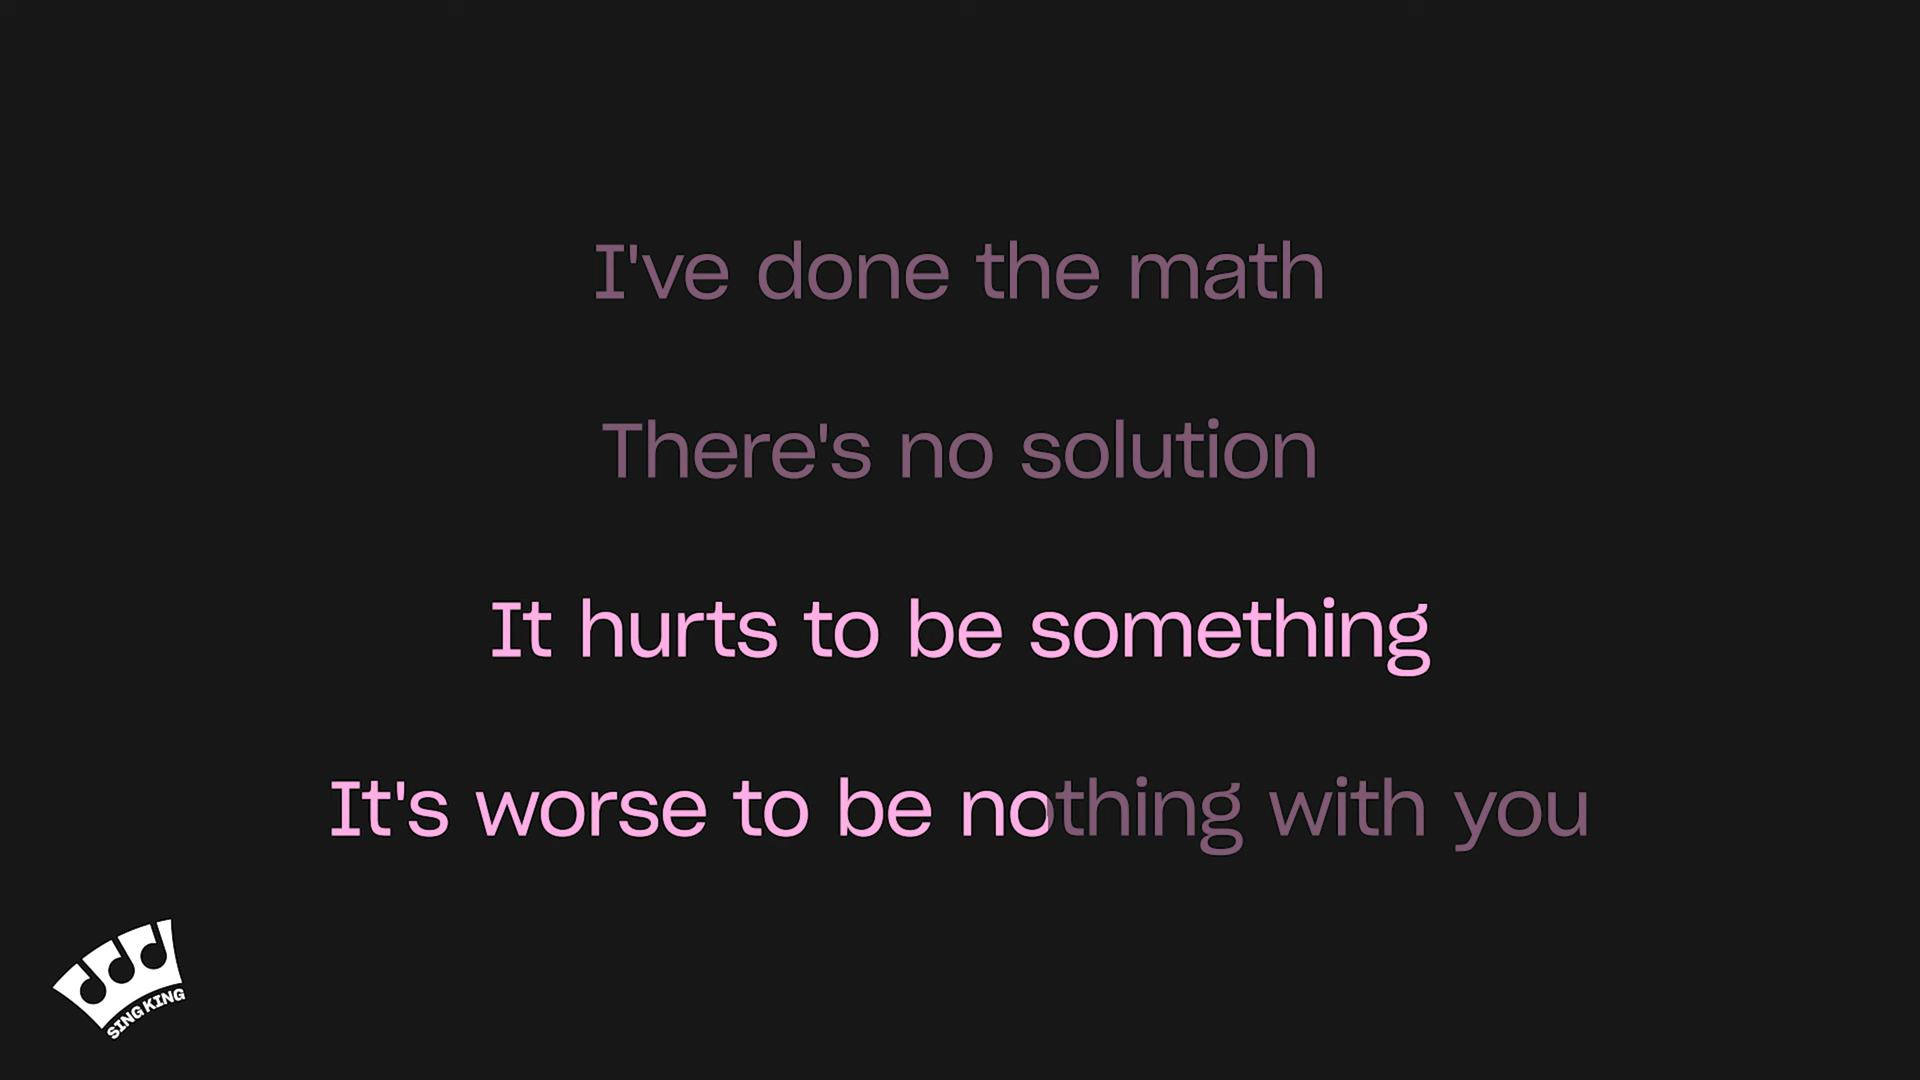 I've done the math
There's no solution
It hurts to be something
It's worse to be nothing with you
SING KING